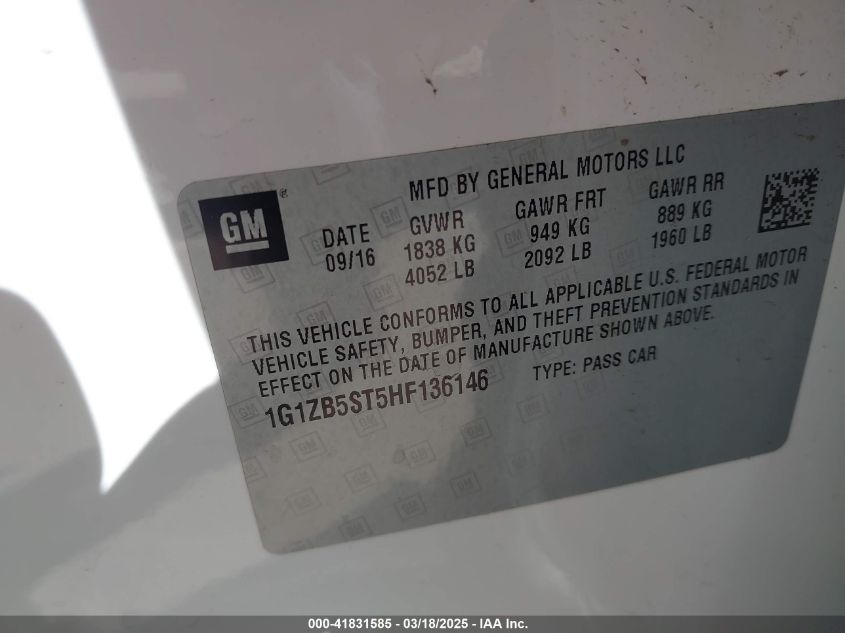 MFD BY GENERAL MOTORS LLC
GM®
DATE GVWR GAWR FRT GAWR RR
09/16 1838 KG 949 KG 889 KG
4052 LB 2092 LB 1960 LB
THIS VEHICLE CONFORMS TO ALL APPLICABLE U.S. FEDERAL MOTOR
VEHICLE SAFETY, BUMPER, AND THEFT PREVENTION STANDARDS IN
EFFECT ON THE DATE OF MANUFACTURE SHOWN ABOVE.
1G1ZB5ST5HF136146 TYPE: PASS CAR
000-41831585 - 03/18/2025 - IAA Inc.